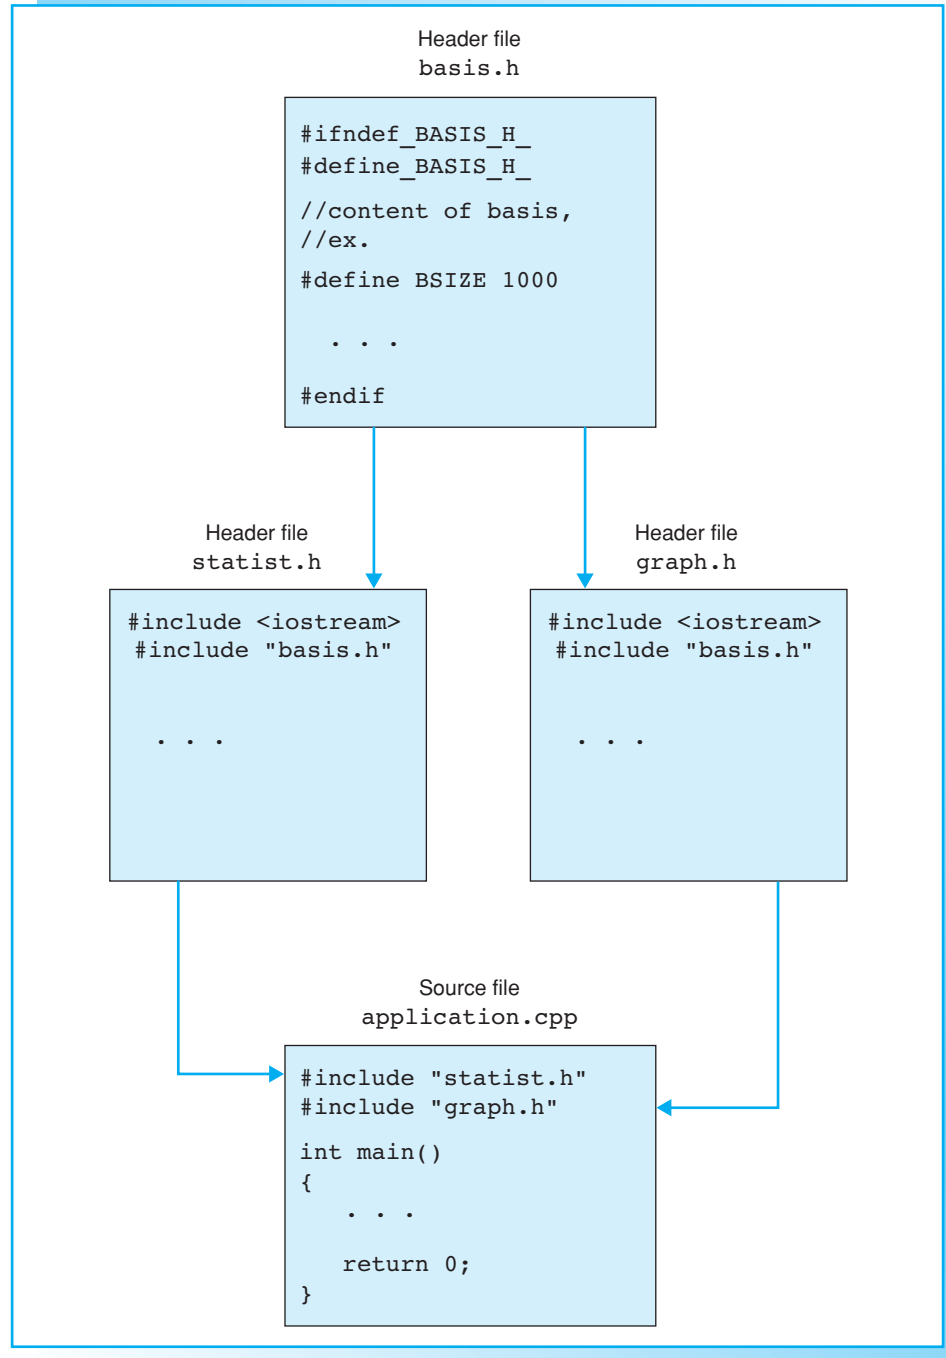 Header file
basis.h
#ifndef_BASIS_H_
#define_BASIS_H_
//content of basis,
//ex.
#define BSIZE 1000
. . .
#endif
Header file
statist.h
#include <iostream>
#include "basis.h"
. . .
Header file
graph.h
#include <iostream>
#include "basis.h"
. . .
Source file
application.cpp
#include "statist.h"
#include "graph.h"
int main()
{
. . .
return 0;
}